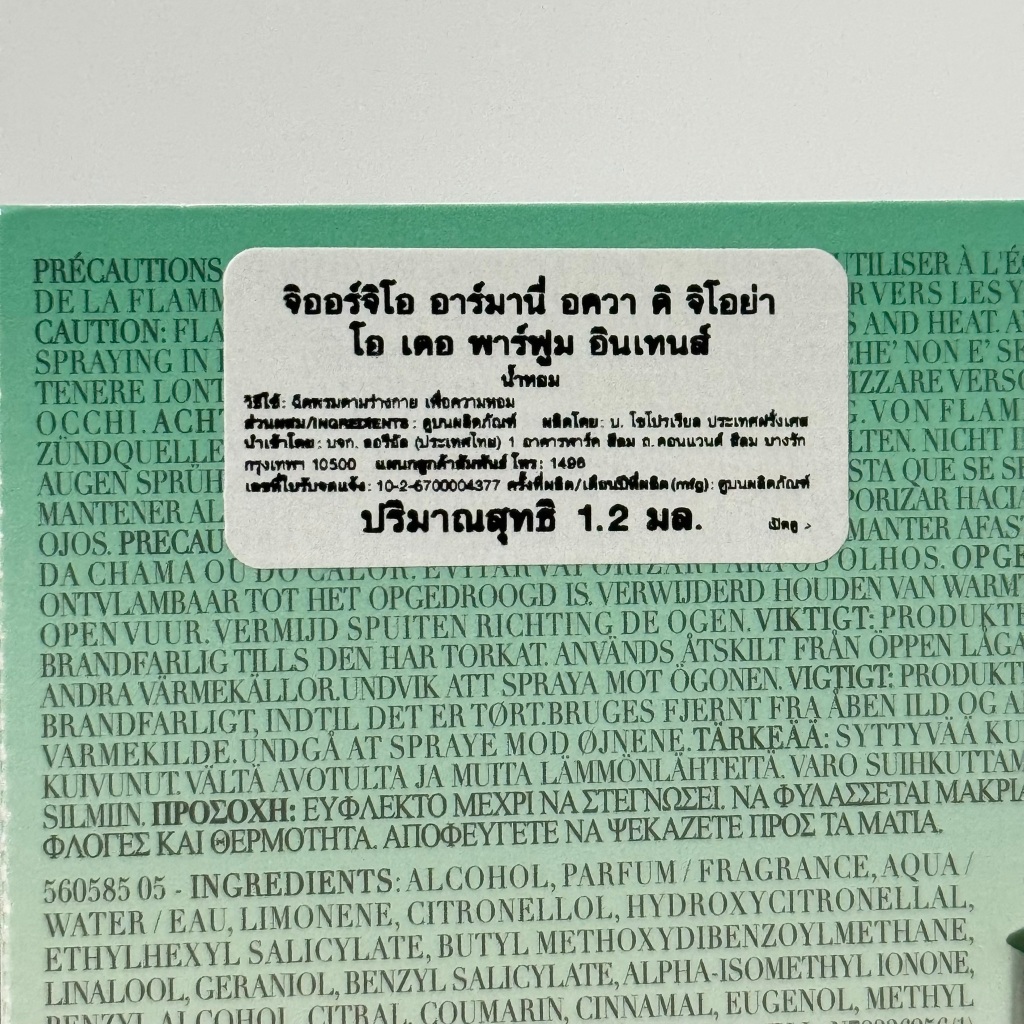 จิออร์จิโอ อาร์มานี่ อควา ดิ จิโอย่า
โอ เดอ พาร์ฟูม อินเทนส์
น้ำหอม
วิธีใช้: ฉีดพรมตามร่างกาย เพื่อความหอม
ส่วนผสม/INGREDIENTS : ดูบนผลิตภัณฑ์ ผลิตโดย: บ. โชโปรเรียล ประเทศฝรั่งเศส
นำเข้าโดย: บจก. ลอรีอัล (ประเทศไทย) 1 อาคารพาร์ค สีลม ถ.คอนแวนต์ สีลม บางรัก
กรุงเทพฯ 10500 แผนกลูกค้าสัมพันธ์ โทร: 1496
เลขที่ใบรับจดแจ้ง: 10-2-6700004377 ครั้งที่ผลิต/เดือนปีที่ผลิต(mfg): ดูบนผลิตภัณฑ์
ปริมาณสุทธิ 1.2 มล. เปิดดู >
PRÉCAUTIONS UTILISER À L'É
DE LA FLAMM R VERS LES Y
CAUTION: FLA S AND HEAT. A
SPRAYING IN CHE' NON E' SE
TENERE LONT IZZARE VERSO
OCCHI. ACHT G. VON FLAM
ZÜNDQUELLE LTEN. NICHT I
AUGEN SPRÜH STA QUE SE SE
MANTENER AL PORIZAR HACIA
OJOS. PRECAU MANTER AFAST
DA CHAMA OU DO CALOR. EVITAR VAPORIZAR PARA OS OLHOS. OPGE
ONTVLAMBAAR TOT HET OPGEDROOGD IS. VERWIJDERD HOUDEN VAN WARMT
OPEN VUUR. VERMIJD SPUITEN RICHTING DE OGEN. VIKTIGT: PRODUKTE
BRANDFARLIG TILLS DEN HAR TORKAT. ANVÄNDS ÅTSKILT FRÅN ÖPPEN LÅGA
ANDRA VÄRMEKÄLLOR.UNDVIK ATT SPRAYA MOT ÖGONEN. VIGTIGT: PRODUKT
BRANDFARLIGT, INDTIL DET ER TØRT.BRUGES FJERNT FRA ÅBEN ILD OG A
VARMEKILDE. UNDGÅ AT SPRAYE MOD ØJNENE. TÄRKEÄÄ: SYTTYVÄÄ KU
KUIVUNUT. VÄLTÄ AVOTULTA JA MUITA LÄMMÖNLÄHTEITÄ. VARO SUIHKUTTAM
SILMIIN. ΠΡΟΣΟΧΗ: ΕΥΦΛΕΚΤΟ ΜΕΧΡΙ ΝΑ ΣΤΕΓΝΩΣΕΙ. ΝΑ ΦΥΛΑΣΣΕΤΑΙ ΜΑΚΡΙΑ
ΦΛΟΓΕΣ ΚΑΙ ΘΕΡΜΟΤΗΤΑ. ΑΠΟΦΕΥΓΕΤΕ ΝΑ ΨΕΚΑΖΕΤΕ ΠΡΟΣ ΤΑ ΜΑΤΙΑ.
560585 05 - INGREDIENTS: ALCOHOL, PARFUM / FRAGRANCE, AQUA /
WATER / EAU, LIMONENE, CITRONELLOL, HYDROXYCITRONELLAL,
ETHYLHEXYL SALICYLATE, BUTYL METHOXYDIBENZOYLMETHANE,
LINALOOL, GERANIOL, BENZYL SALICYLATE, ALPHA-ISOMETHYL IONONE,
BENZYL ALCOHOL, CITRAL, COUMARIN, CINNAMAL, EUGENOL, METHYL